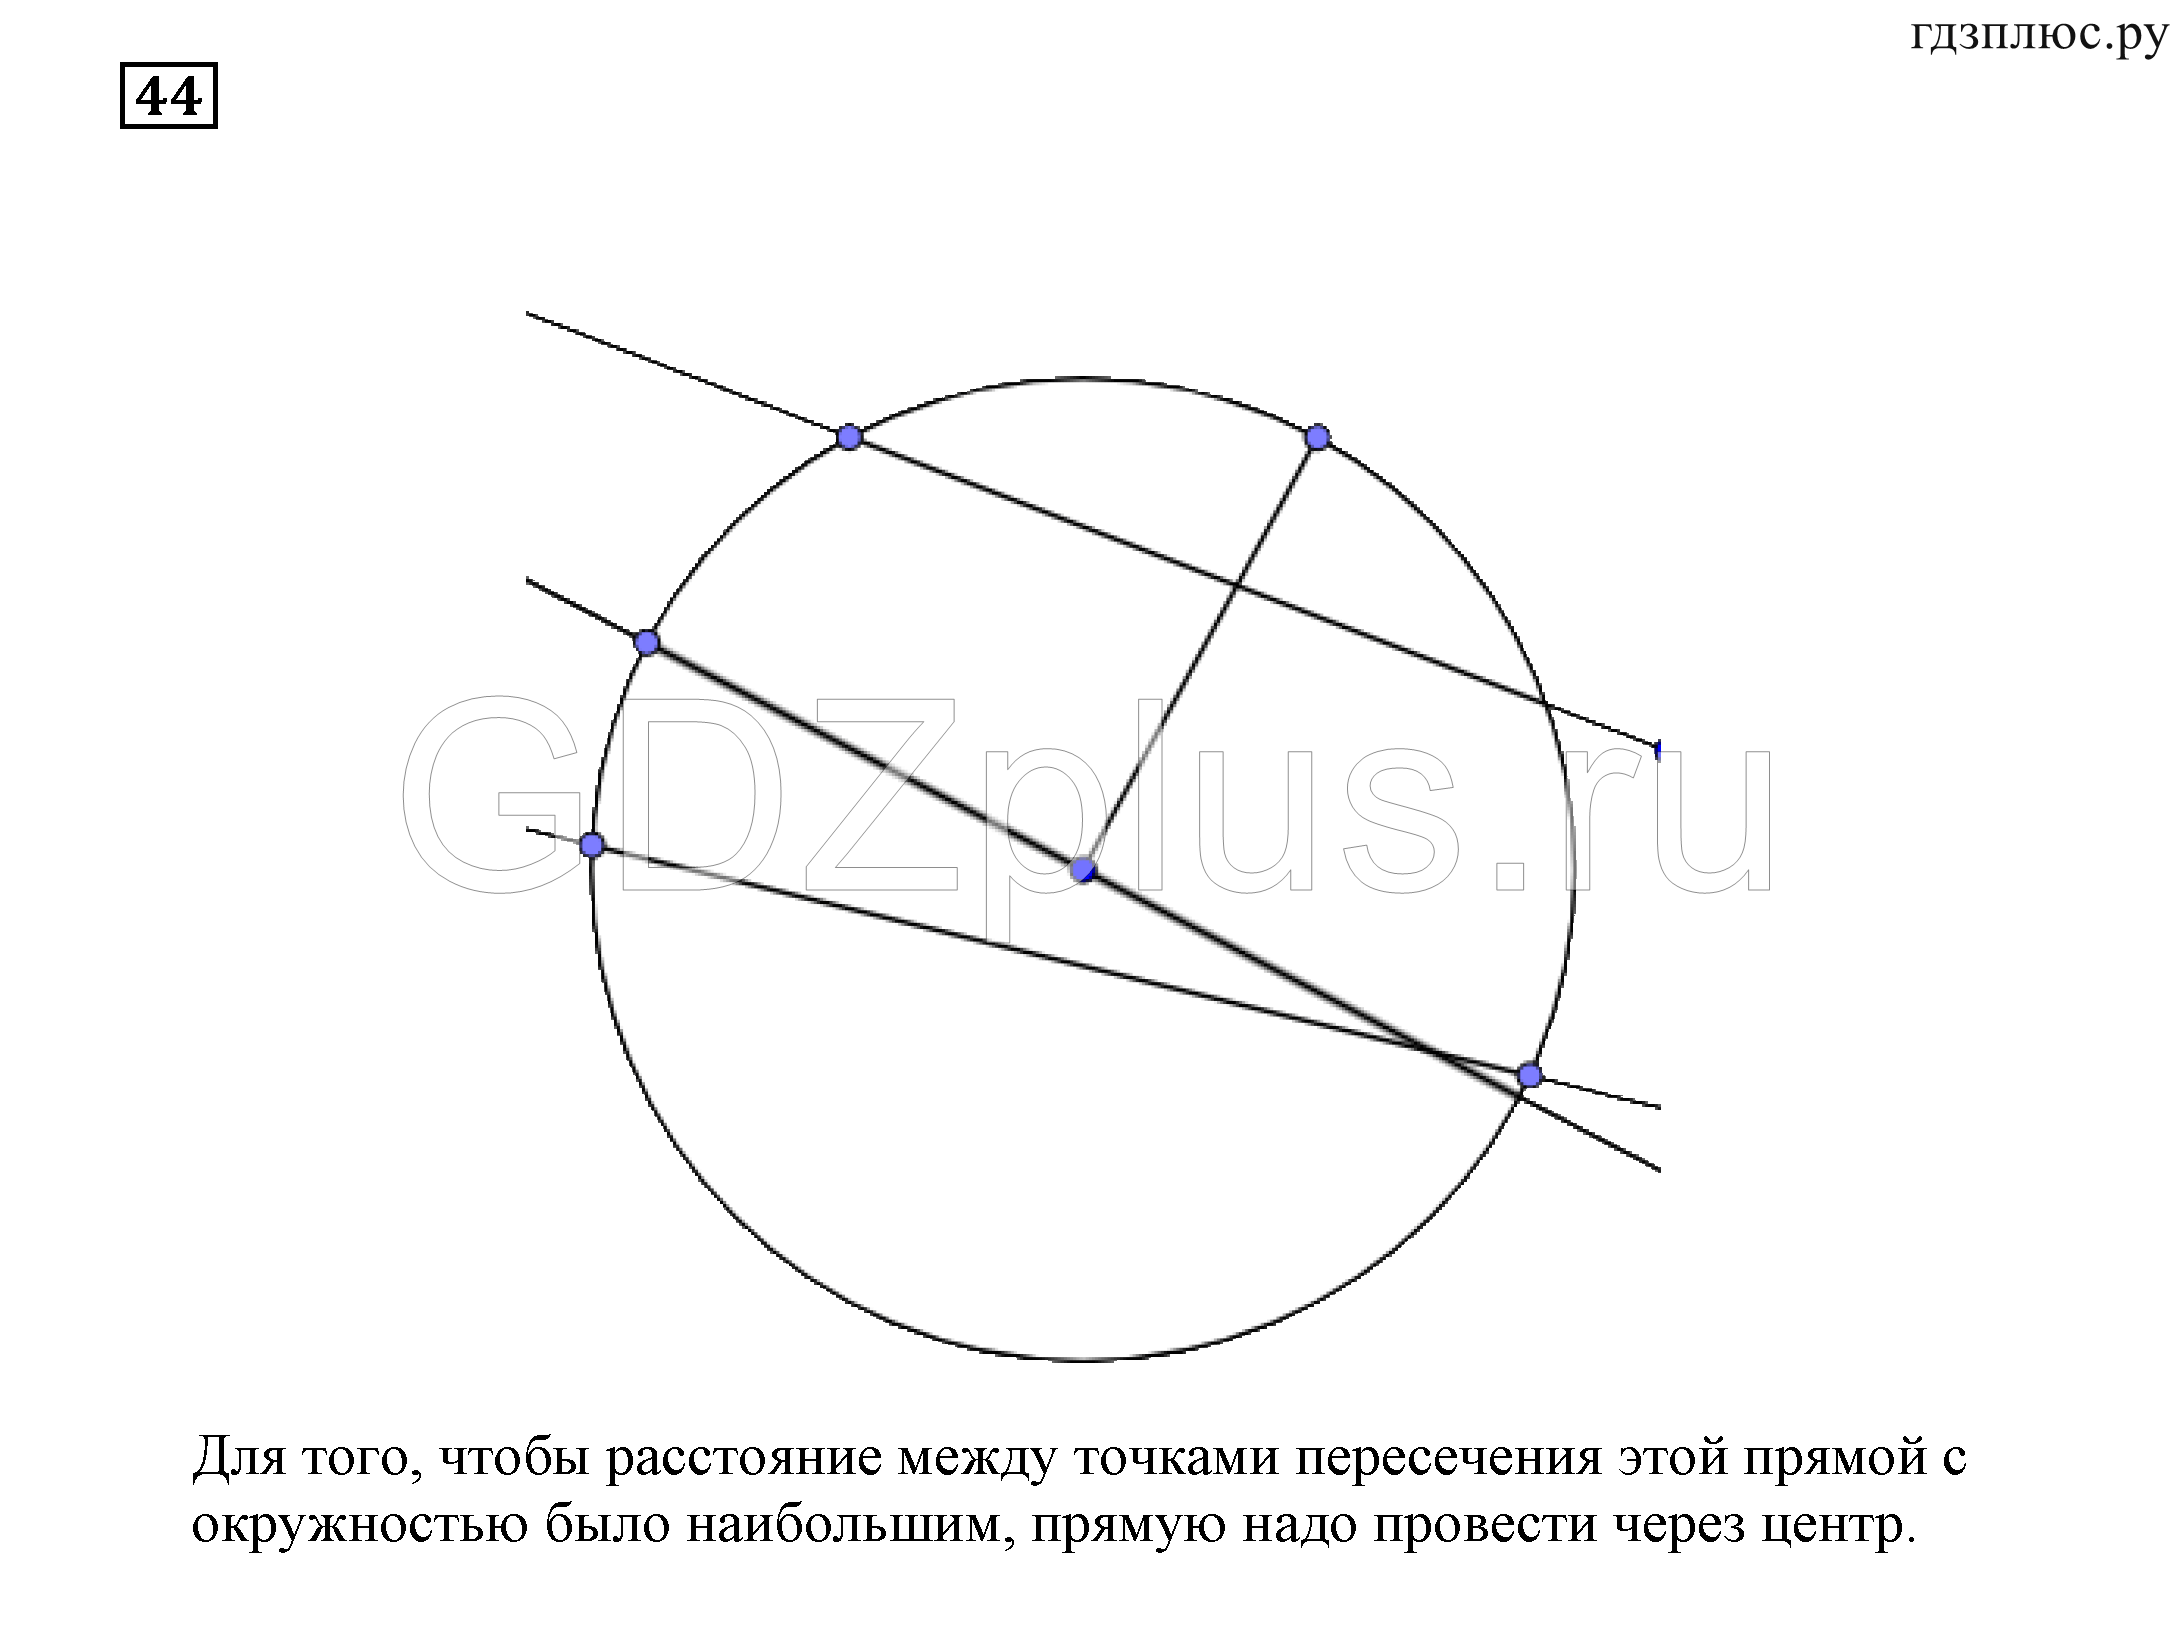 гдзплюс.ру
44
GDZplus.ru
Для того, чтобы расстояние между точками пересечения этой прямой с
окружностью было наибольшим, прямую надо провести через центр.